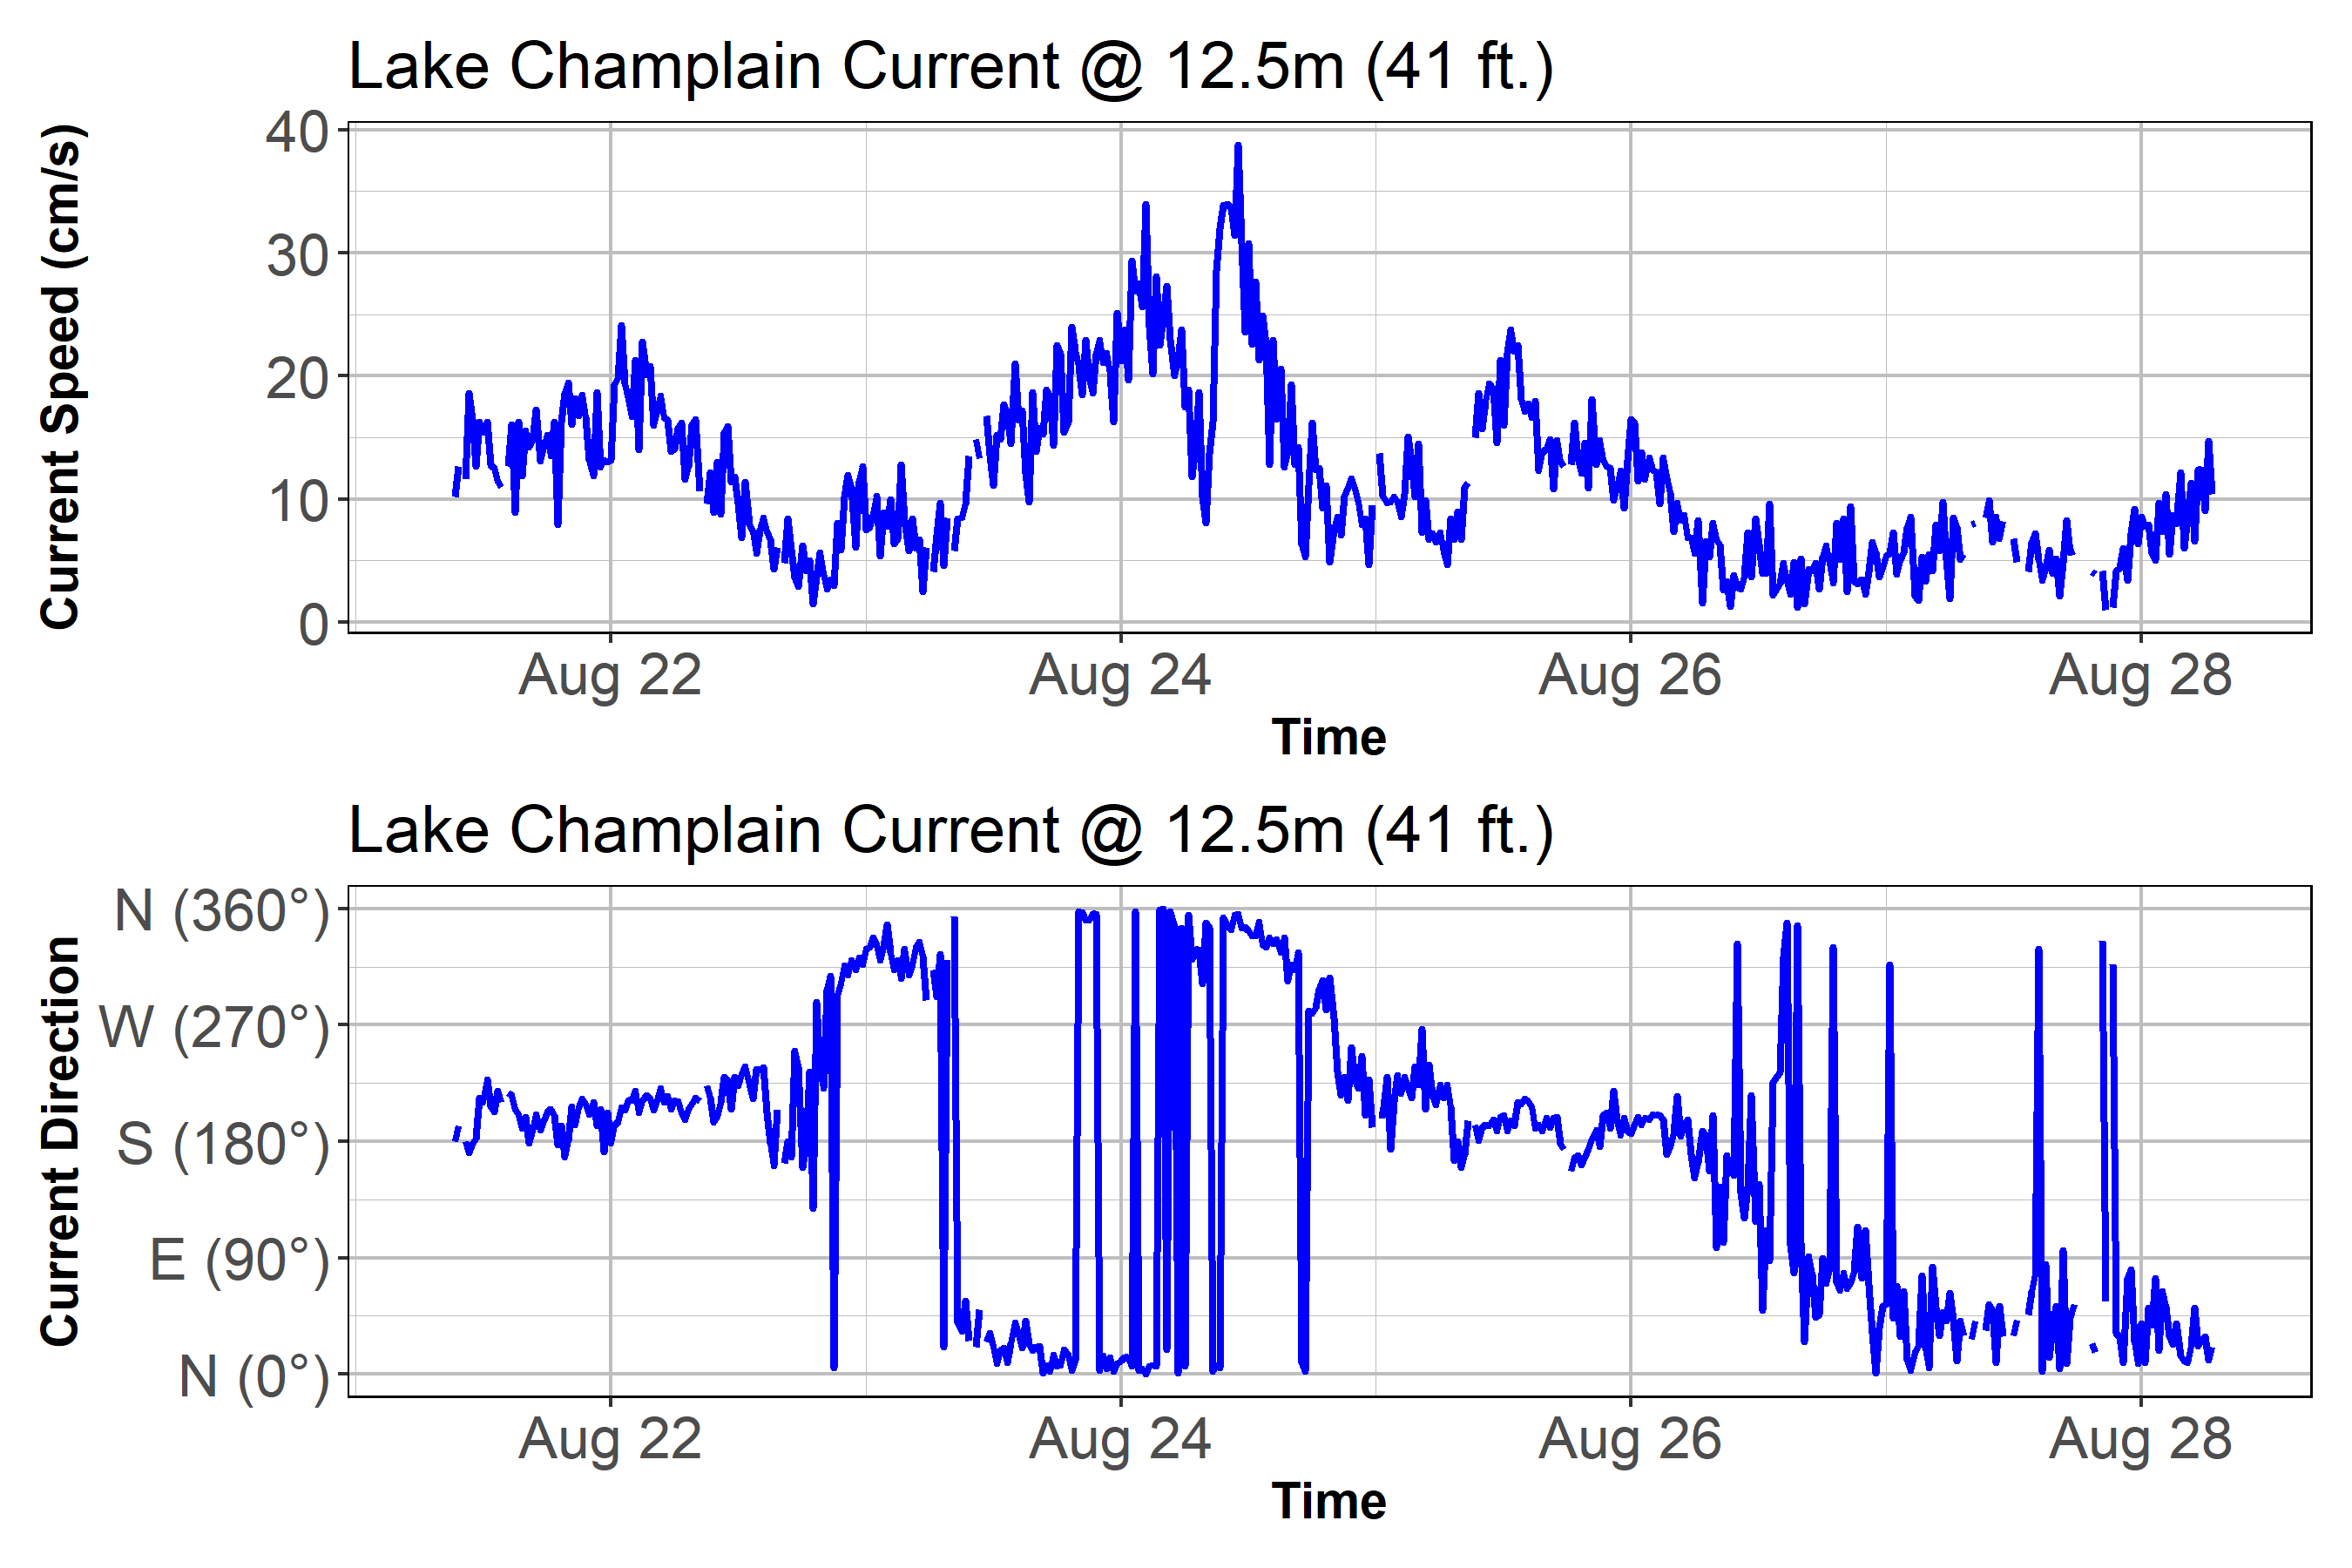 Lake Champlain Current @ 12.5m (41 ft.)
Current Speed (cm/s)
40
30
20
10
0
Aug 22 Aug 24 Aug 26 Aug 28
Time
Lake Champlain Current @ 12.5m (41 ft.)
Current Direction
N (360°)
W (270°)
S (180°)
E (90°)
N (0°)
Aug 22 Aug 24 Aug 26 Aug 28
Time